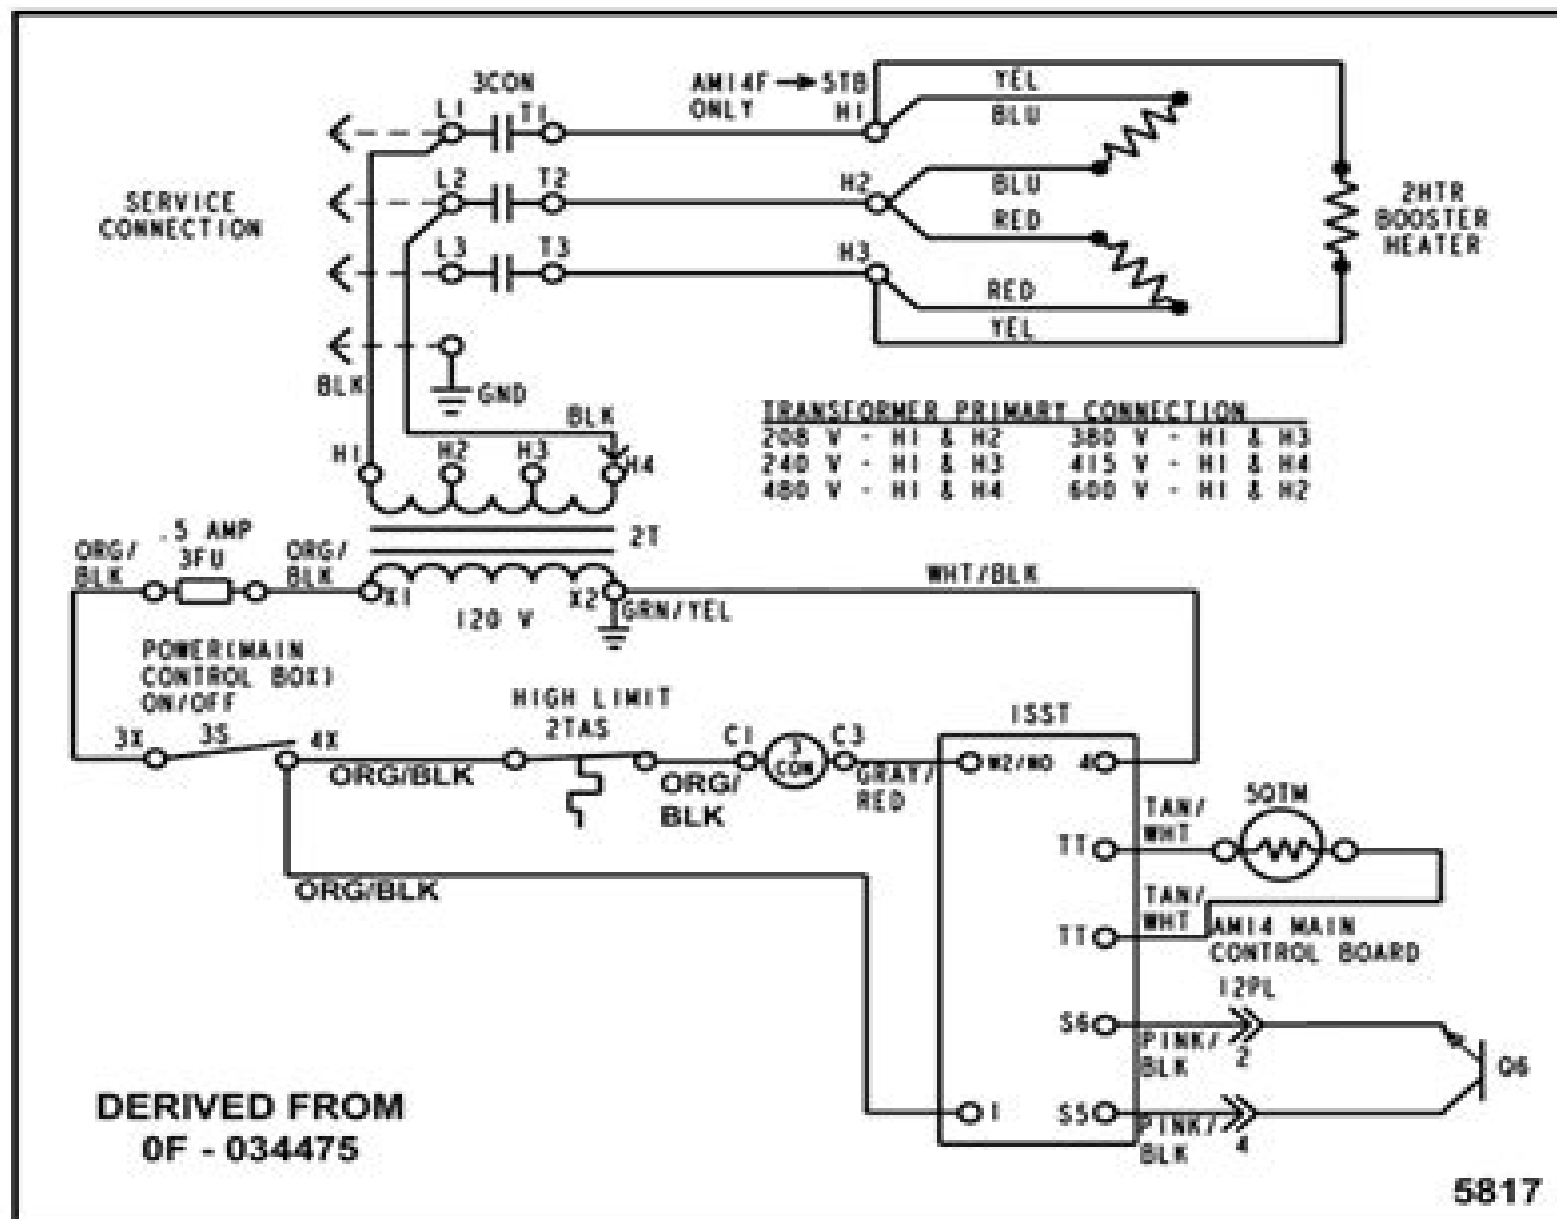 3CON
AM14F
ONLY
5TB
YEL
L1
T1
H1
BLU
SERVICE
CONNECTION
L2
T2
H2
BLU
RED
2HTR
BOOSTER
HEATER
L3
T3
H3
RED
YEL
BLK
GND
BLK
TRANSFORMER PRIMARY CONNECTION
208 V - H1 & H2 380 V - H1 & H3
240 V - H1 & H3 415 V - H1 & H4
480 V - H1 & H4 600 V - H1 & H2
H1
H2
H3
H4
2T
.5 AMP
3FU
ORG/
BLK
ORG/
BLK
X1
120 V
X2
GRN/YEL
WHT/BLK
POWER(MAIN
CONTROL BOX)
ON/OFF
3X
3S
4X
ORG/BLK
HIGH LIMIT
2TAS
ORG/
BLK
C1
3
CON
C3
GRAY/
RED
1SST
W2/NO
4
TAN/
WHT
5QTM
TT
TAN/
WHT
TT
AM14 MAIN
CONTROL BOARD
ORG/BLK
12PL
S6
PINK/
BLK
2
Q6
1
S5
PINK/
BLK
4
DERIVED FROM
0F - 034475
5817